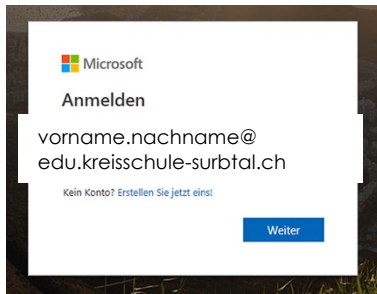 Microsoft
Anmelden
vorname.nachname@
edu.kreisschule-surbtal.ch
Kein Konto? Erstellen Sie jetzt eins!
Weiter